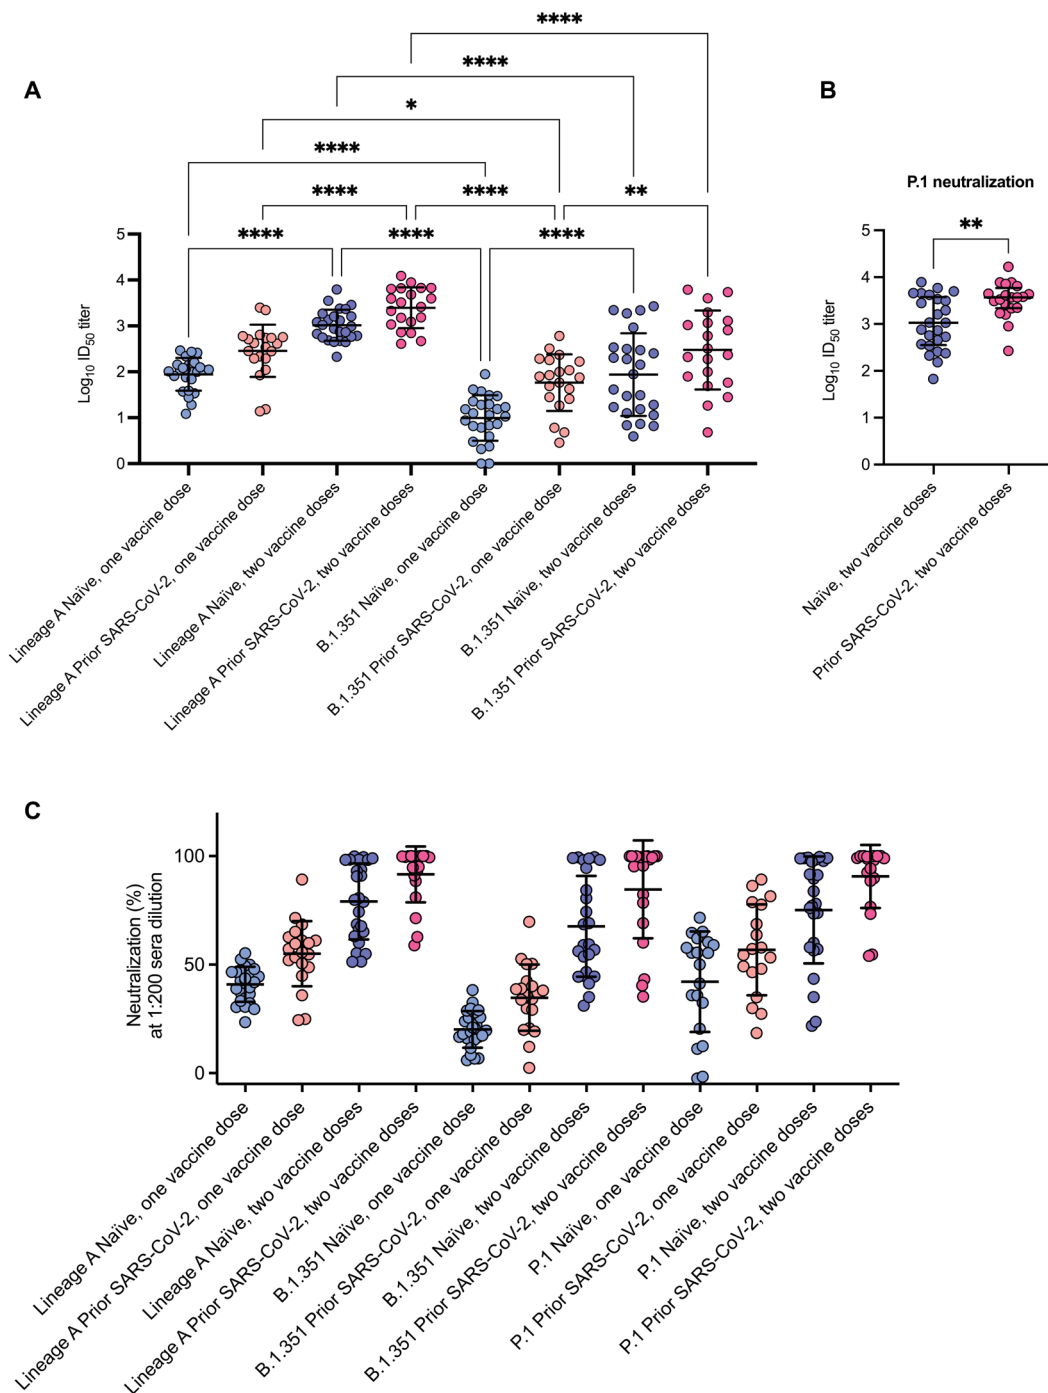 A
****
****
*
****
****
****
**
****
****
****
5
4
3
2
1
0
Log10 ID50 titer
Lineage A Naïve, one vaccine dose
Lineage A Prior SARS-CoV-2, one vaccine dose
Lineage A Naïve, two vaccine doses
Lineage A Prior SARS-CoV-2, two vaccine doses
B.1.351 Naïve, one vaccine dose
B.1.351 Prior SARS-CoV-2, one vaccine dose
B.1.351 Naïve, two vaccine doses
B.1.351 Prior SARS-CoV-2, two vaccine doses
B
P.1 neutralization
**
5
4
3
2
1
0
Log10 ID50 titer
Naïve, two vaccine doses
Prior SARS-CoV-2, two vaccine doses
C
100
50
0
Neutralization (%)
at 1:200 sera dilution
Lineage A Naïve, one vaccine dose
Lineage A Prior SARS-CoV-2, one vaccine dose
Lineage A Naïve, two vaccine doses
Lineage A Prior SARS-CoV-2, two vaccine doses
B.1.351 Naïve, one vaccine dose
B.1.351 Prior SARS-CoV-2, one vaccine dose
B.1.351 Naïve, two vaccine doses
B.1.351 Prior SARS-CoV-2, two vaccine doses
P.1 Naïve, one vaccine dose
P.1 Prior SARS-CoV-2, one vaccine dose
P.1 Naïve, two vaccine doses
P.1 Prior SARS-CoV-2, two vaccine doses